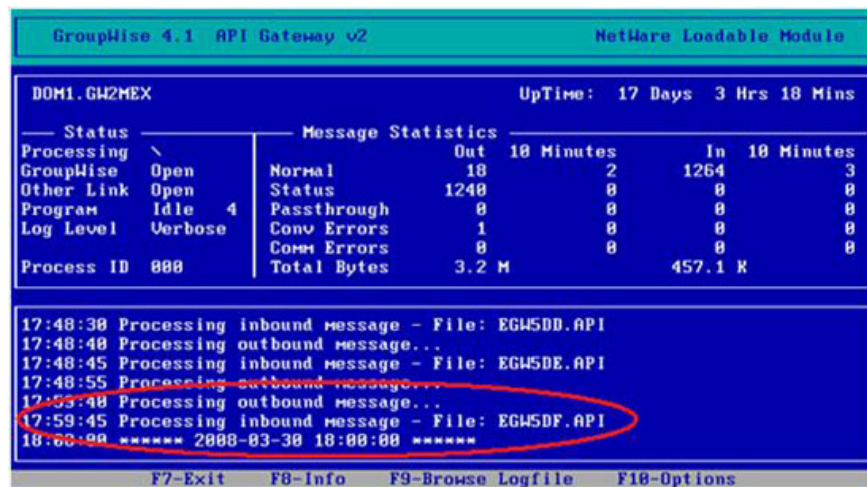 GroupWise 4.1 API Gateway v2 NetWare Loadable Module
DOM1.GW2MEX UpTime: 17 Days 3 Hrs 18 Mins
Status Message Statistics
Processing \ Out 10 Minutes In 10 Minutes
GroupWise Open Normal 18 2 1264 3
Other Link Open Status 1240 0 0 0
Program Idle 4 Passthrough 0 0 0 0
Log Level Verbose Conv Errors 1 0 0 0
Comm Errors 0 0 0 0
Process ID 000 Total Bytes 3.2 M 457.1 K
17:48:30 Processing inbound message - File: EGW5DD.API
17:48:40 Processing outbound message...
17:48:45 Processing inbound message - File: EGW5DE.API
17:48:55 Processing outbound message...
17:59:40 Processing outbound message...
17:59:45 Processing inbound message - File: EGW5DF.API
18:00:00 ****** 2008-03-30 18:00:00 ******
F7-Exit F8-Info F9-Browse Logfile F10-Options